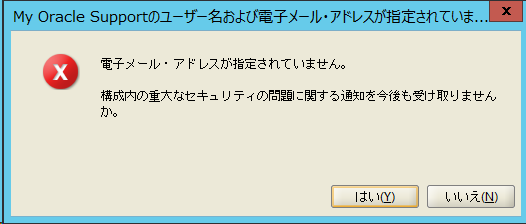 My Oracle Supportのユーザー名および電子メール・アドレスが指定されていま...
電子メール・アドレスが指定されていません。
構成内の重大なセキュリティの問題に関する通知を今後も受け取りません
か。
はい(Y)
いいえ(N)